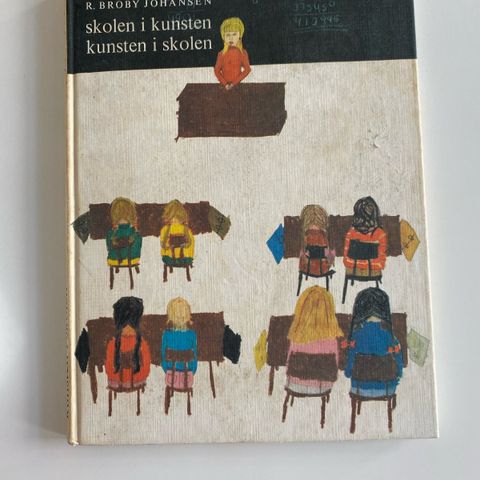 R. BROBY JOHANSEN
skolen i kunsten
kunsten i skolen